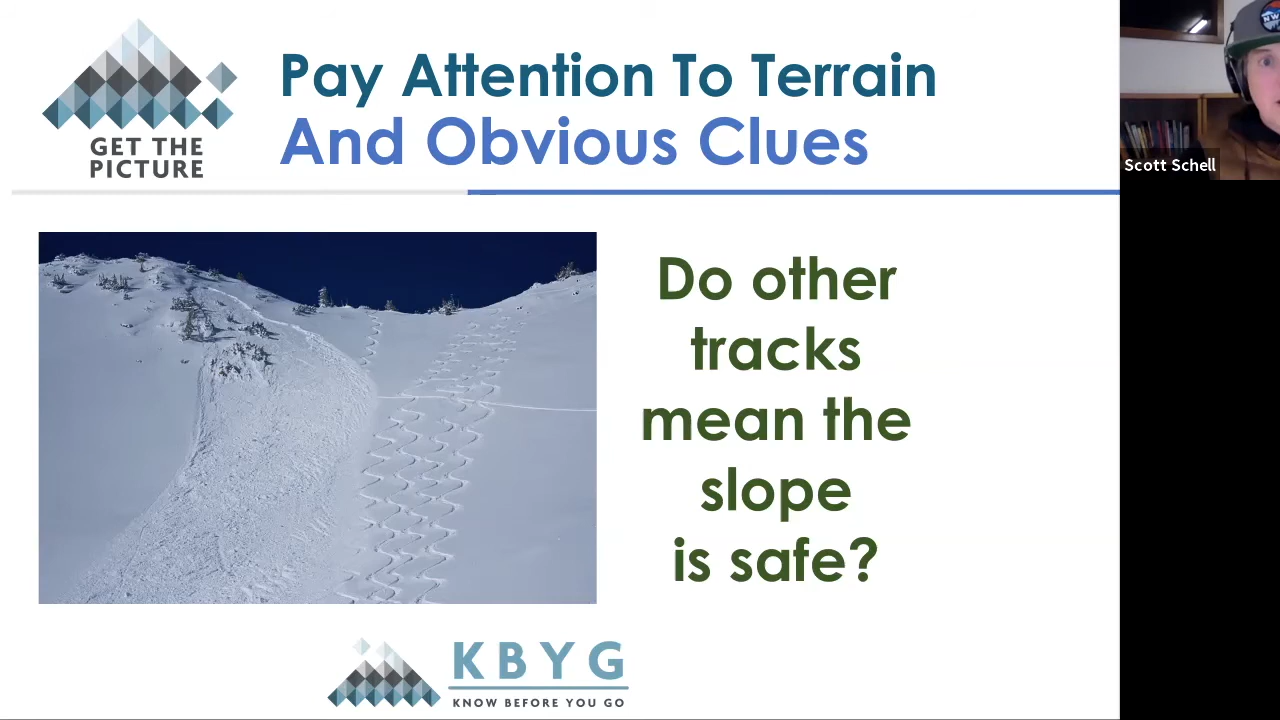 GET THE
PICTURE
Pay Attention To Terrain
And Obvious Clues
Scott Schell
Do other
tracks
mean the
slope
is safe?
KBYG
KNOW BEFORE YOU GO
NW